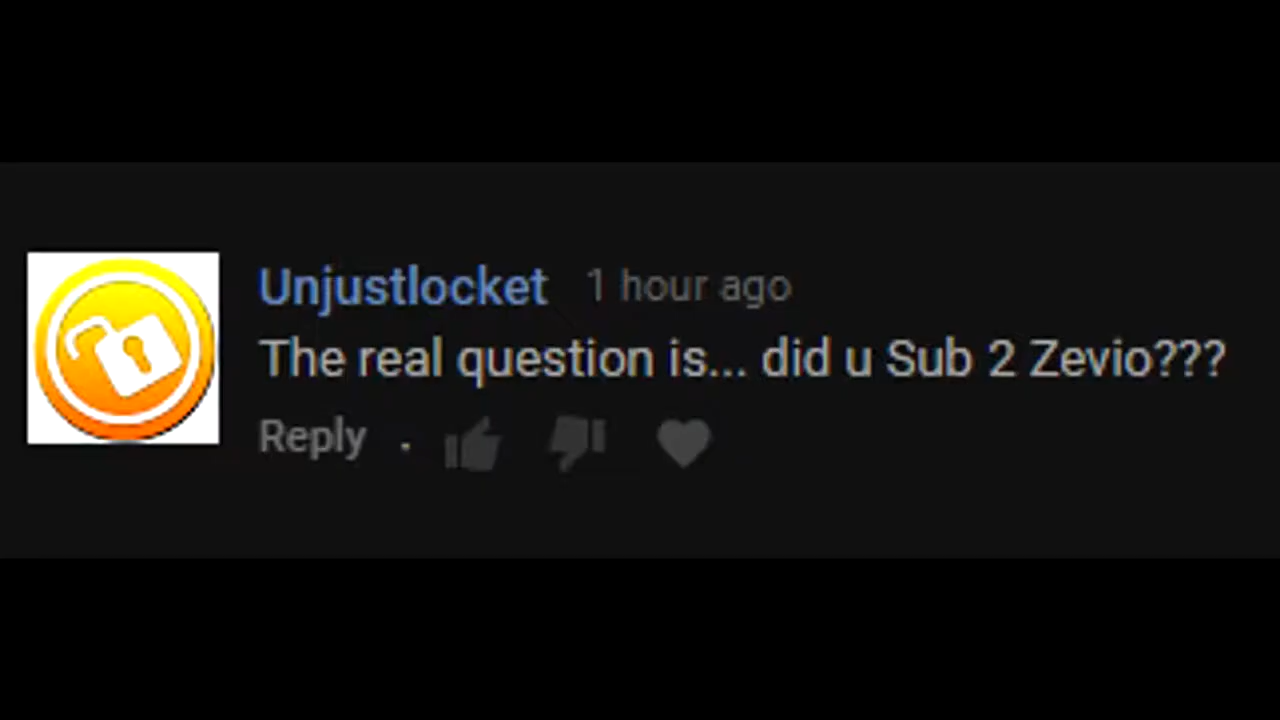 Unjustlocket 1 hour ago
The real question is... did u Sub 2 Zevio???
Reply .